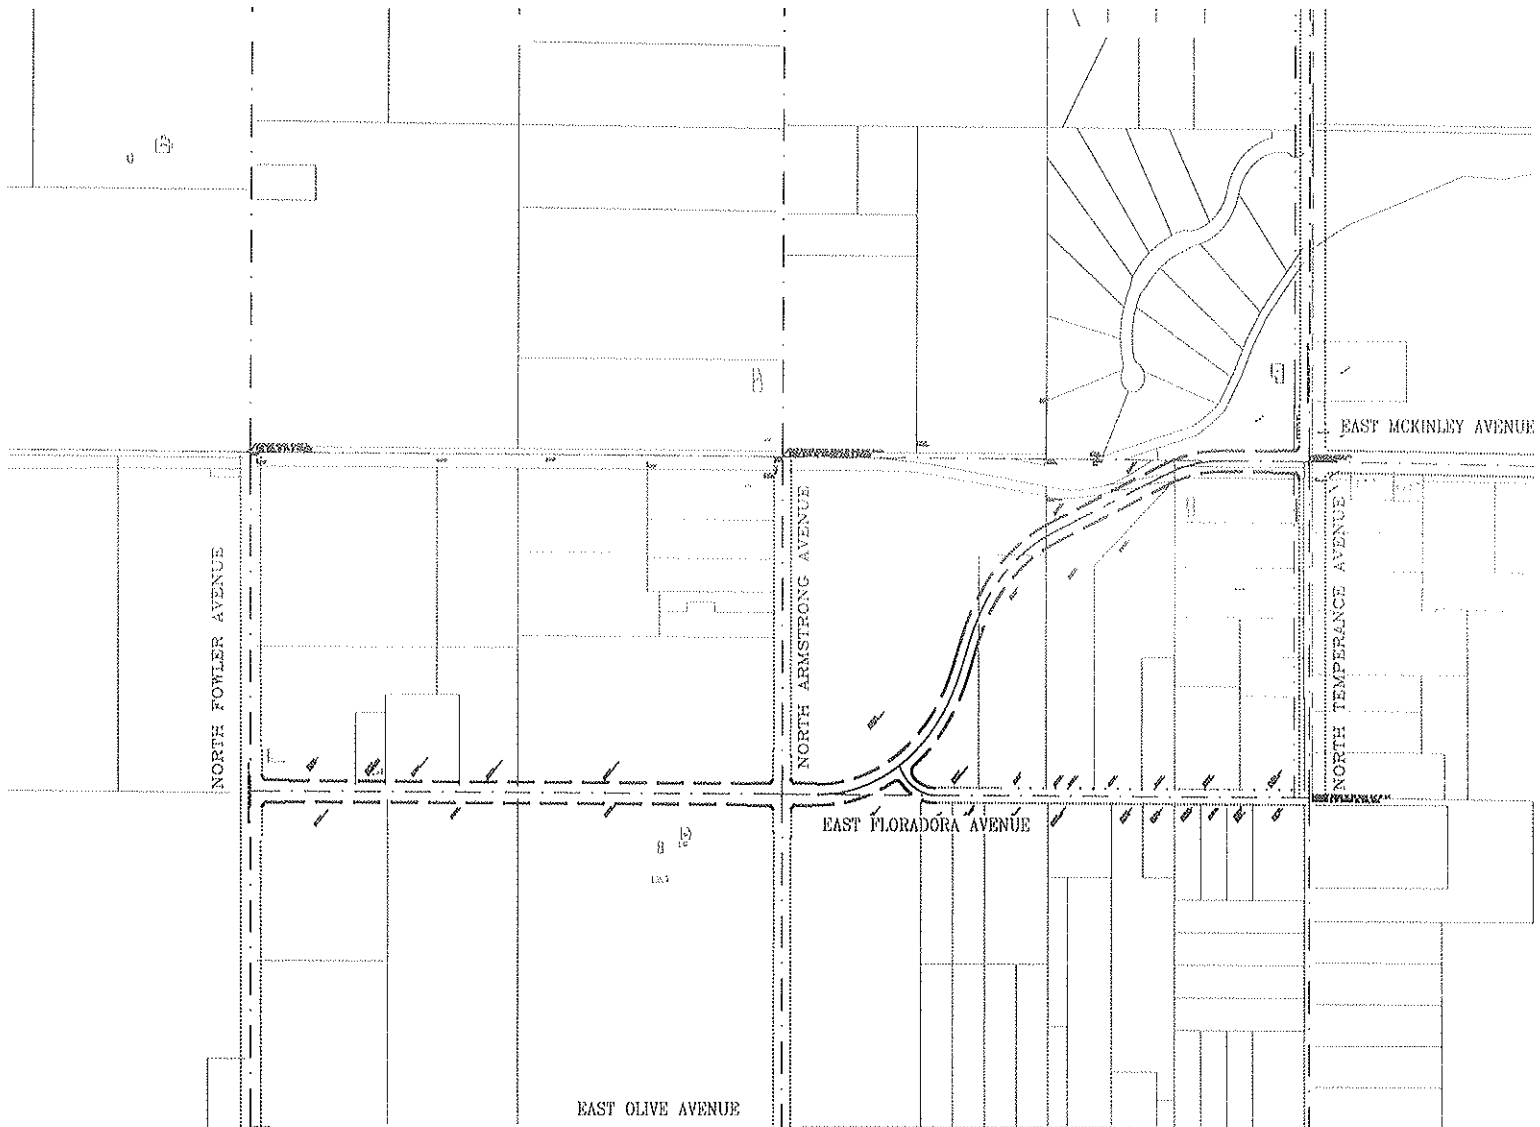 EAST MCKINLEY AVENUE
NORTH FOWLER AVENUE
NORTH ARMSTRONG AVENUE
NORTH TEMPERANCE AVENUE
EAST FLORADORA AVENUE
EAST OLIVE AVENUE